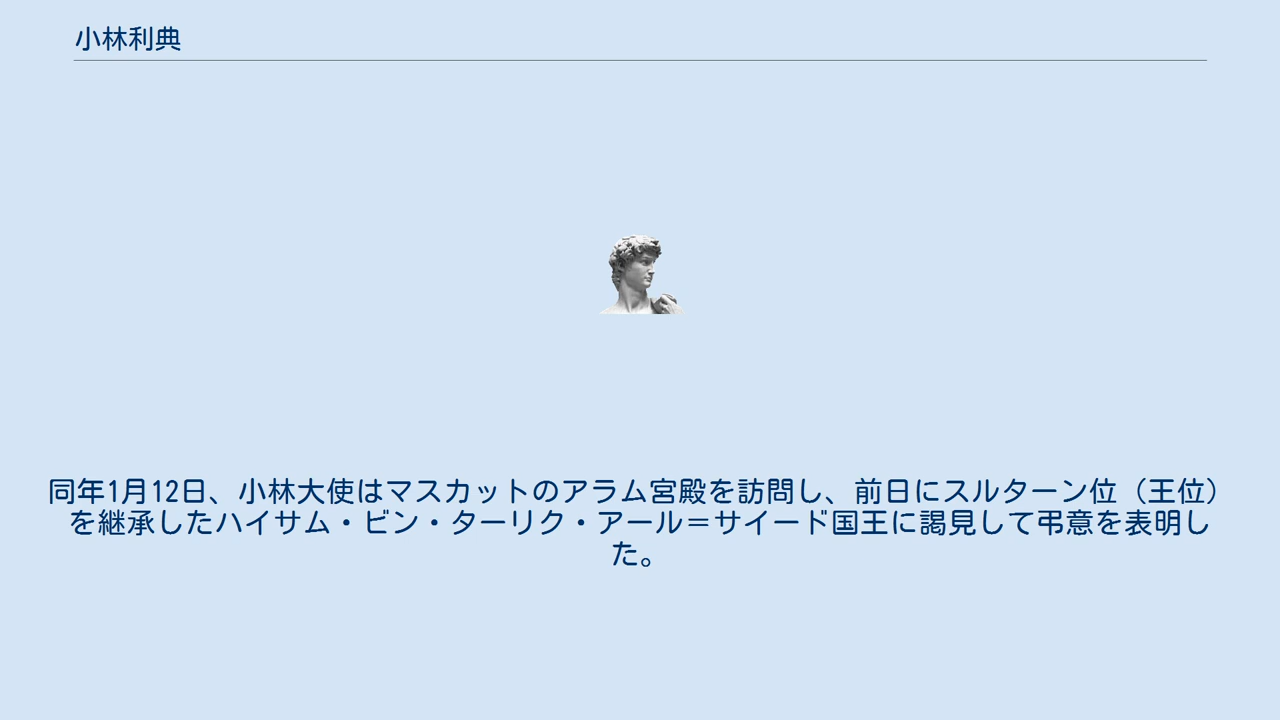 小林利典
同年1月12日、小林大使はマスカットのアラム宮殿を訪問し、前日にスルターン位（王位）
を継承したハイサム・ビン・ターリク・アール＝サイード国王に謁見して弔意を表明し
た。